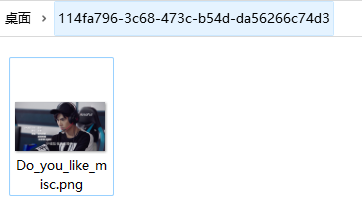 桌面 > 114fa796-3c68-473c-b54d-da56266c74d3
Do_you_like_m
isc.png